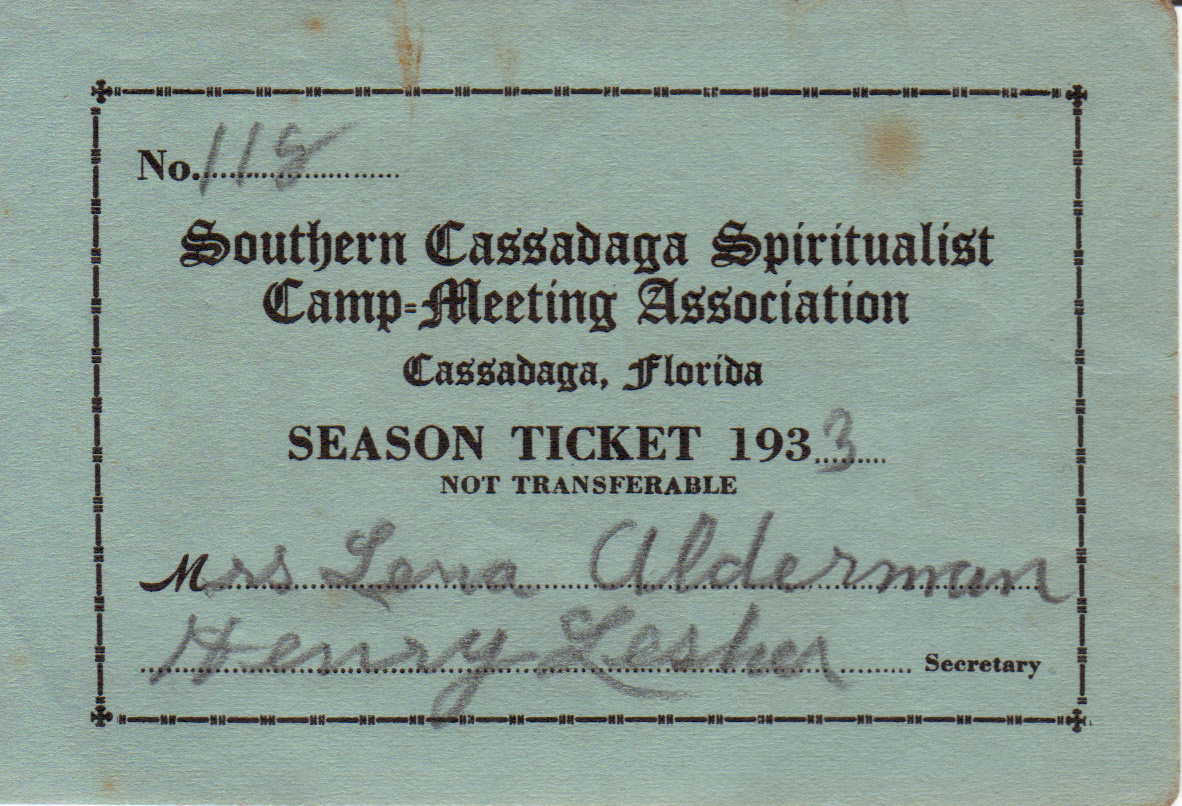 No. 118
Southern Cassadaga Spiritualist
Camp=Meeting Association
Cassadaga, Florida
SEASON TICKET 1933
NOT TRANSFERABLE
Mrs Lena Alderman
Henry Lesher Secretary